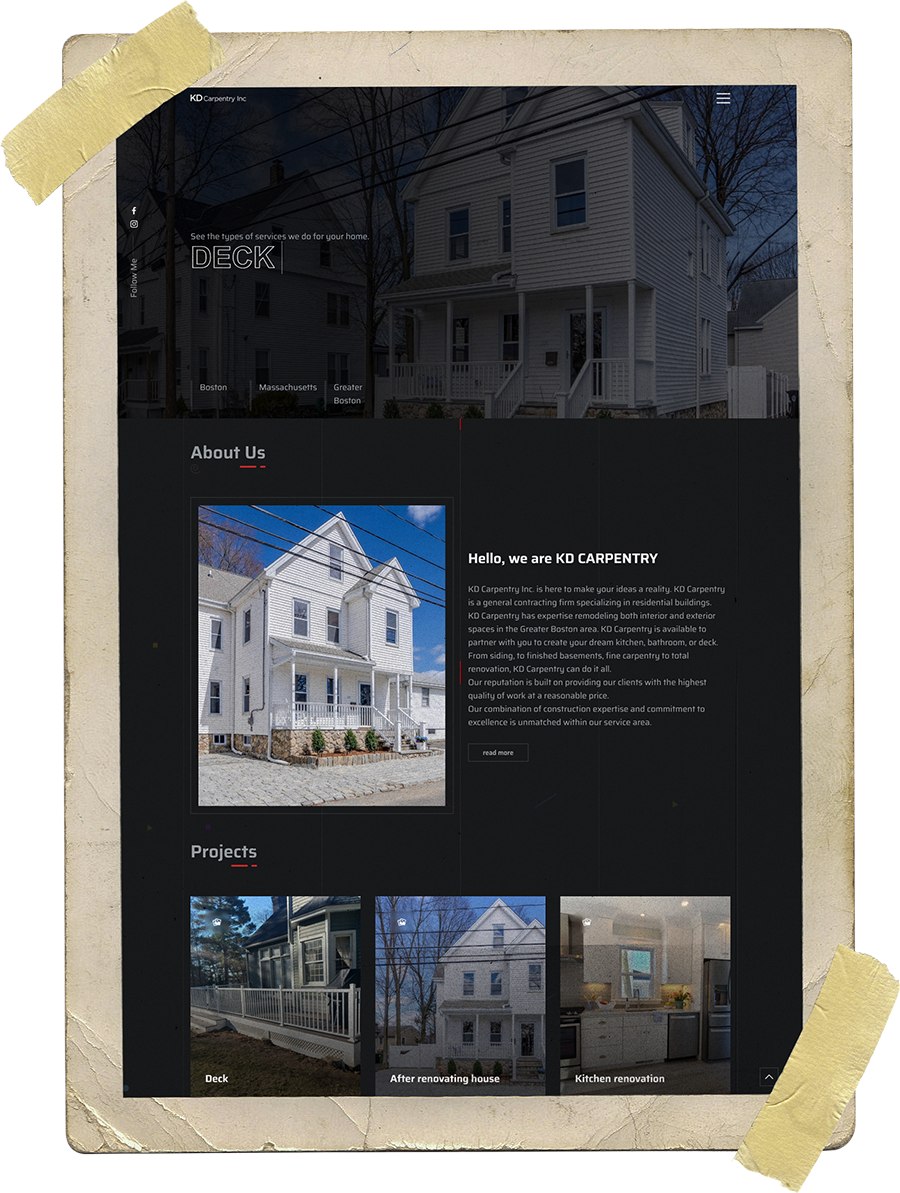 KD Carpentry Inc
See the types of services we do for your home.
DECK
Follow Me
Boston
Massachusetts
Greater
Boston
About Us
Hello, we are KD CARPENTRY
KD Carpentry Inc. is here to make your ideas a reality. KD Carpentry
is a general contracting firm specializing in residential buildings.
KD Carpentry has expertise remodeling both interior and exterior
spaces in the Greater Boston area. KD Carpentry is available to
partner with you to create your dream kitchen, bathroom, or deck.
From siding, to finished basements, fine carpentry to total
renovation, KD Carpentry can do it all.
Our reputation is built on providing our clients with the highest
quality of work at a reasonable price.
Our combination of construction expertise and commitment to
excellence is unmatched within our service area.
read more
Projects
Deck
After renovating house
Kitchen renovation